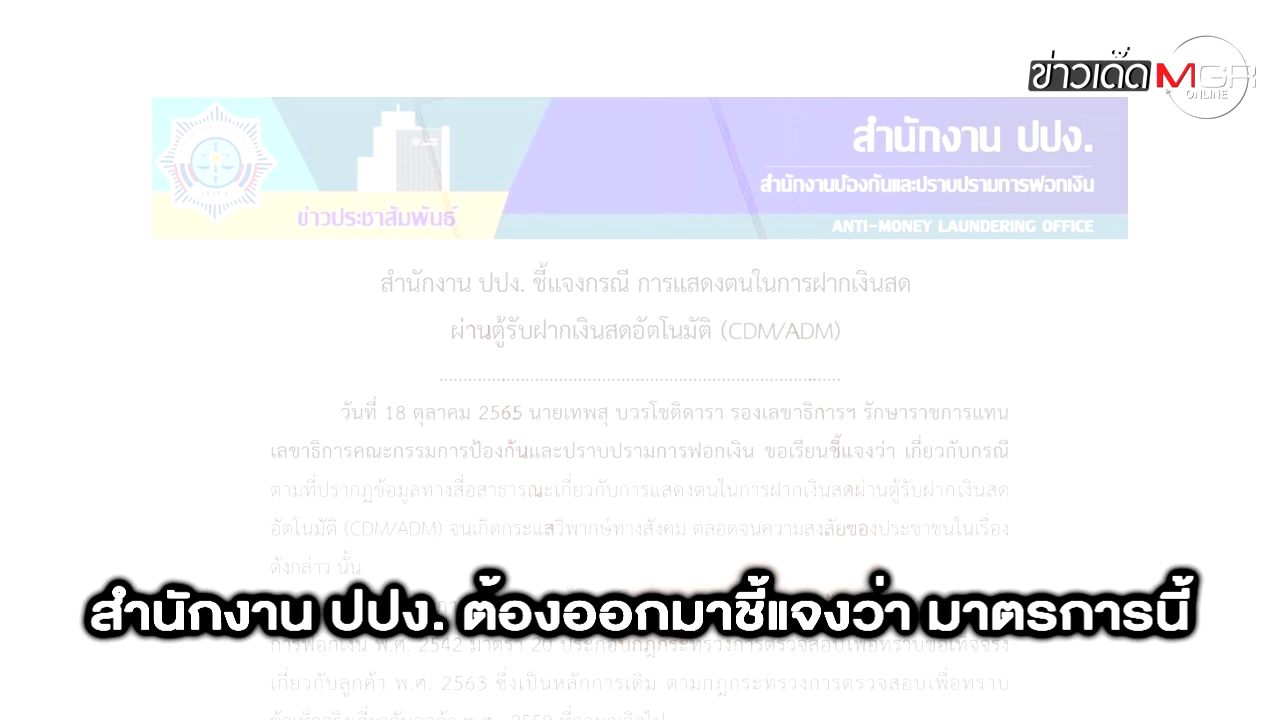 ข่าวเด็ด MGR
ONLINE
สำนักงาน ปปง.
สำนักงานป้องกันและปราบปรามการฟอกเงิน
ข่าวประชาสัมพันธ์
ANTI-MONEY LAUNDERING OFFICE
สำนักงาน ปปง. ชี้แจงกรณี การแสดงตนในการฝากเงินสด
ผ่านตู้รับฝากเงินสดอัตโนมัติ (CDM/ADM)
วันที่ 18 ตุลาคม 2565 นายเทพสุ บวรโชติดารา รองเลขาธิการฯ รักษาราชการแทน
เลขาธิการคณะกรรมการป้องกันและปราบปรามการฟอกเงิน ขอเรียนชี้แจงว่า เกี่ยวกับกรณี
ตามที่ปรากฏข้อมูลทางสื่อสาธารณะเกี่ยวกับการแสดงตนในการฝากเงินสดผ่านตู้รับฝากเงินสด
อัตโนมัติ (CDM/ADM) จนเกิดกระแสวิพากษ์ทางสังคม ตลอดจนความสงสัยของประชาชนในเรื่อง
ดังกล่าว นั้น
สำนักงาน ปปง. ต้องออกมาชี้แจงว่า มาตรการนี้
การฟอกเงิน พ.ศ. 2542 มาตรา 20 ประกอบกฎกระทรวงการตรวจสอบเพื่อทราบข้อเท็จจริง
เกี่ยวกับลูกค้า พ.ศ. 2563 ซึ่งเป็นหลักการเดิม ตามกฎกระทรวงการตรวจสอบเพื่อทราบ